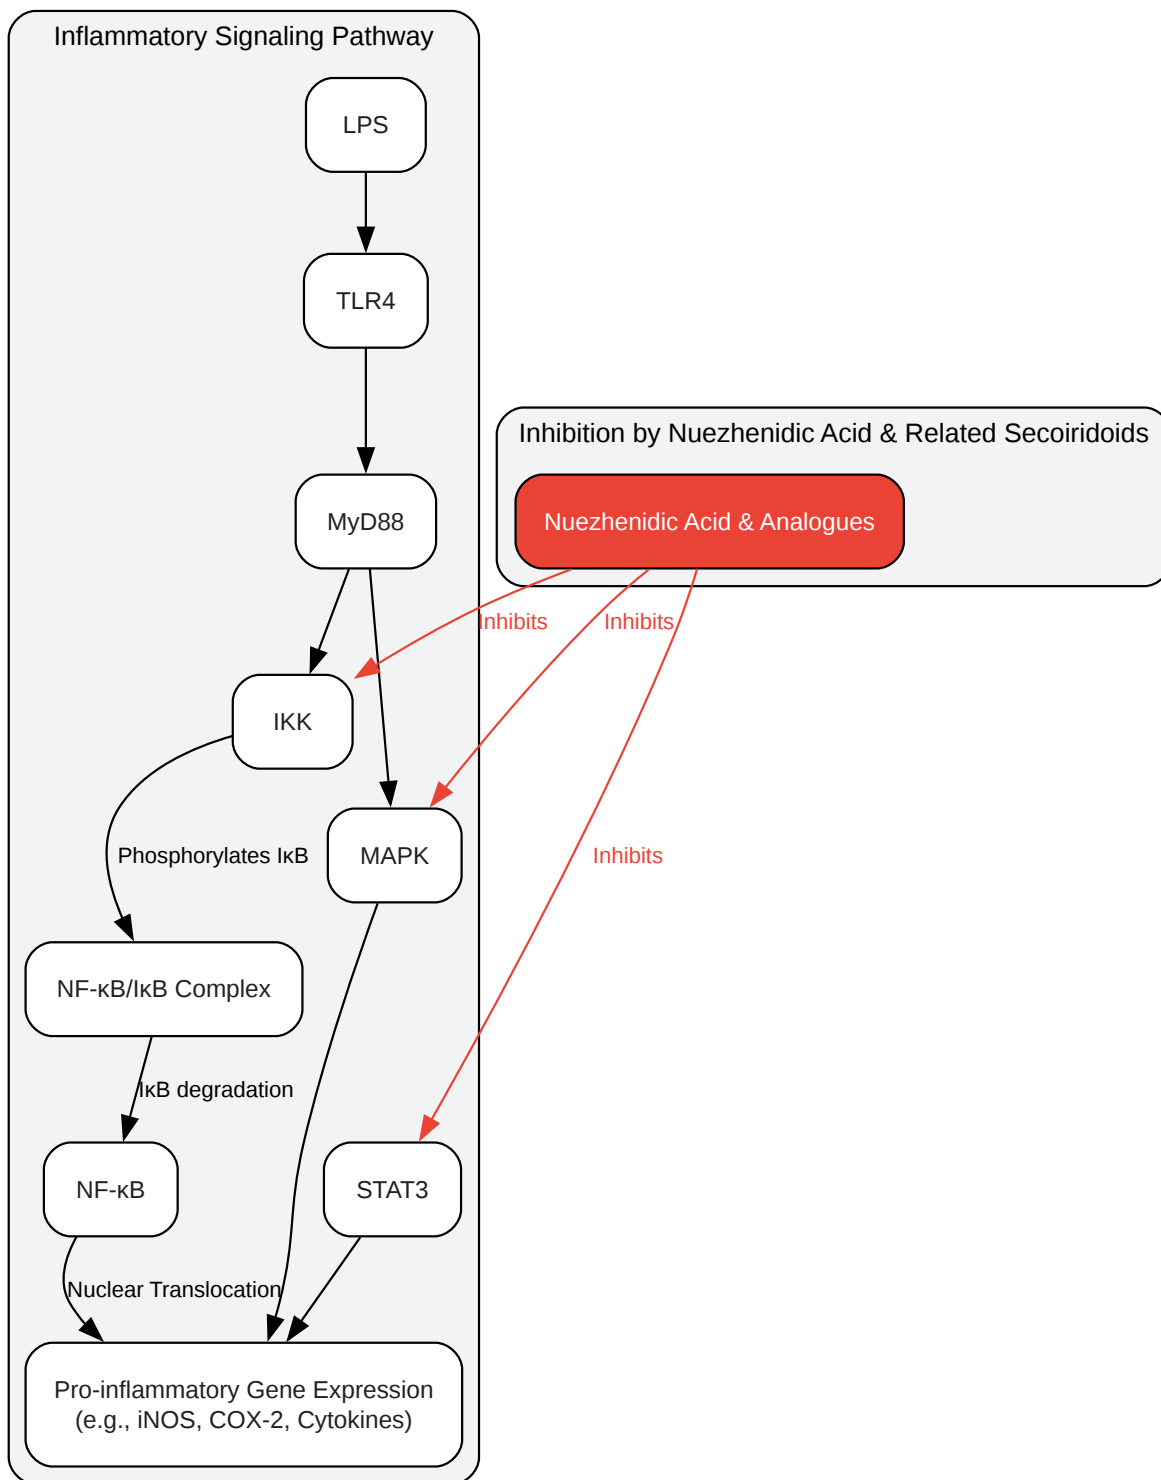 Inflammatory Signaling Pathway
LPS
TLR4
Inhibition by Nuezhenidic Acid & Related Secoiridoids
MyD88
Nuezhenidic Acid & Analogues
Inhibits
Inhibits
IKK
Phosphorylates IκB
MAPK
Inhibits
NF-κB/IκB Complex
IκB degradation
NF-κB
STAT3
Nuclear Translocation
Pro-inflammatory Gene Expression
(e.g., iNOS, COX-2, Cytokines)